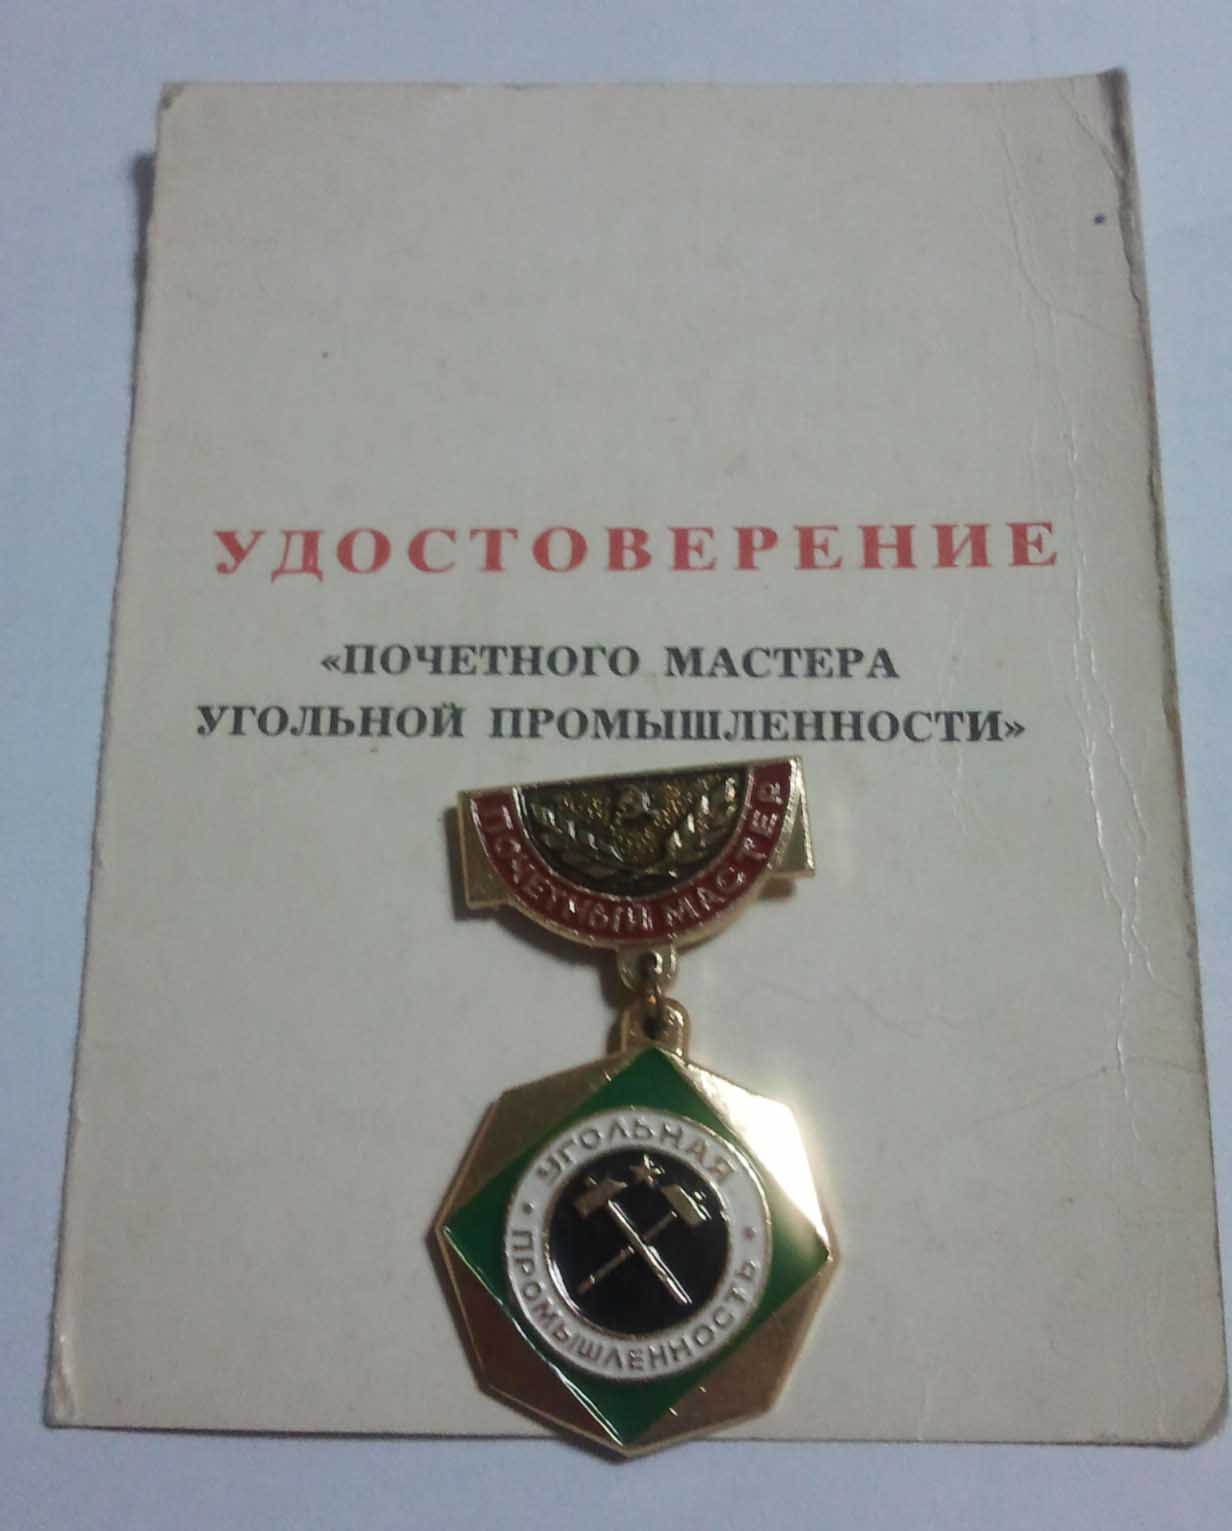 УДОСТОВЕРЕНИЕ
«ПОЧЕТНОГО МАСТЕРА
УГОЛЬНОЙ ПРОМЫШЛЕННОСТИ»
ПОЧЕТНЫЙ МАСТЕР
УГОЛЬНАЯ
ПРОМЫШЛЕННОСТЬ